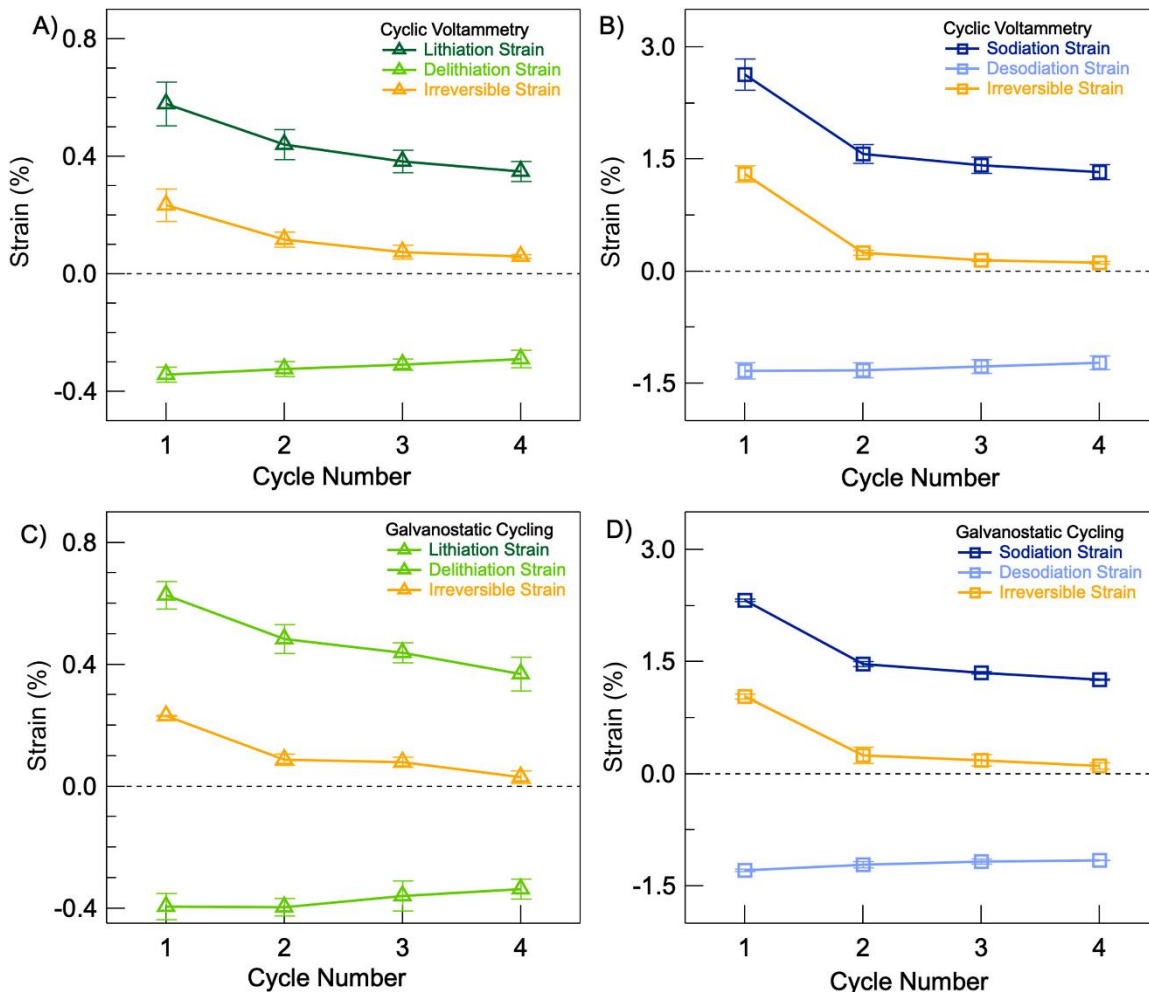 A)
Cyclic Voltammetry
Lithiation Strain
Delithiation Strain
Irreversible Strain
0.8
0.4
0.0
-0.4
Strain (%)
1 2 3 4
Cycle Number
B)
Cyclic Voltammetry
Sodiation Strain
Desodiation Strain
Irreversible Strain
3.0
1.5
0.0
-1.5
Strain (%)
1 2 3 4
Cycle Number
C)
Galvanostatic Cycling
Lithiation Strain
Delithiation Strain
Irreversible Strain
0.8
0.4
0.0
-0.4
Strain (%)
1 2 3 4
Cycle Number
D)
Galvanostatic Cycling
Sodiation Strain
Desodiation Strain
Irreversible Strain
3.0
1.5
0.0
-1.5
Strain (%)
1 2 3 4
Cycle Number